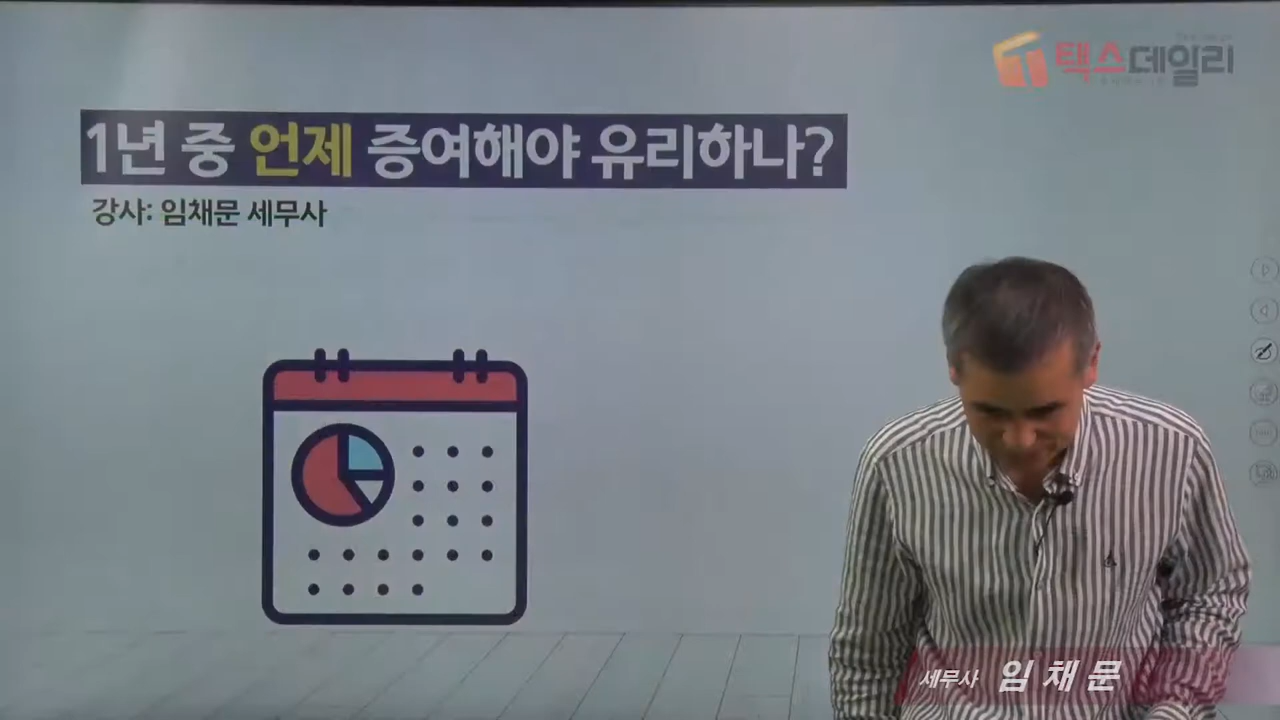 택스데일리
1년 중 언제 증여해야 유리하나?
강사: 임채문 세무사
세무사 임채문